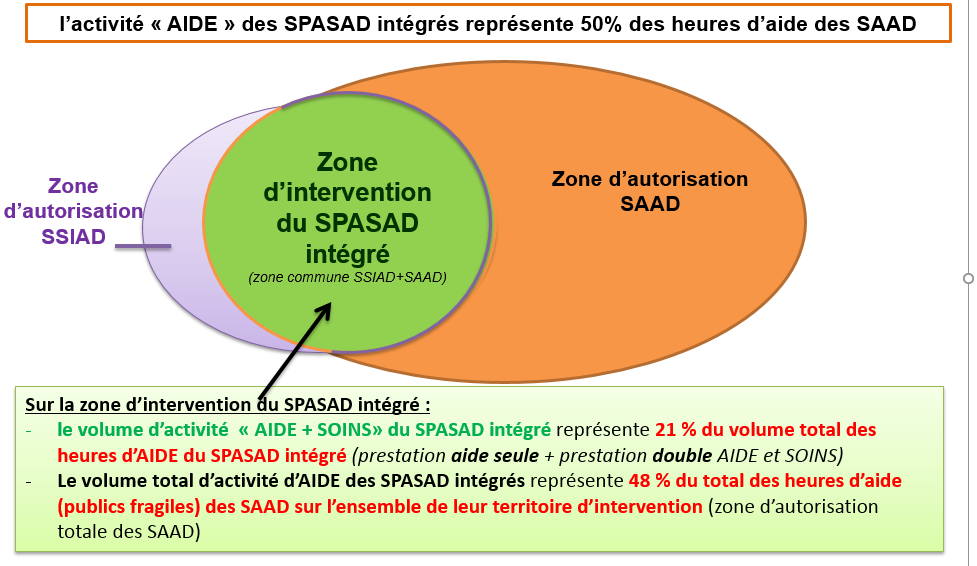 l’activité « AIDE » des SPASAD intégrés représente 50% des heures d’aide des SAAD
Zone
d’autorisation
SSIAD
Zone
d’intervention
du SPASAD
intégré
(zone commune SSIAD+SAAD)
Zone d’autorisation
SAAD
Sur la zone d’intervention du SPASAD intégré :
- le volume d’activité « AIDE + SOINS» du SPASAD intégré représente 21 % du volume total des
heures d’AIDE du SPASAD intégré (prestation aide seule + prestation double AIDE et SOINS)
- Le volume total d’activité d’AIDE des SPASAD intégrés représente 48 % du total des heures d’aide
(publics fragiles) des SAAD sur l’ensemble de leur territoire d’intervention (zone d’autorisation
totale des SAAD)